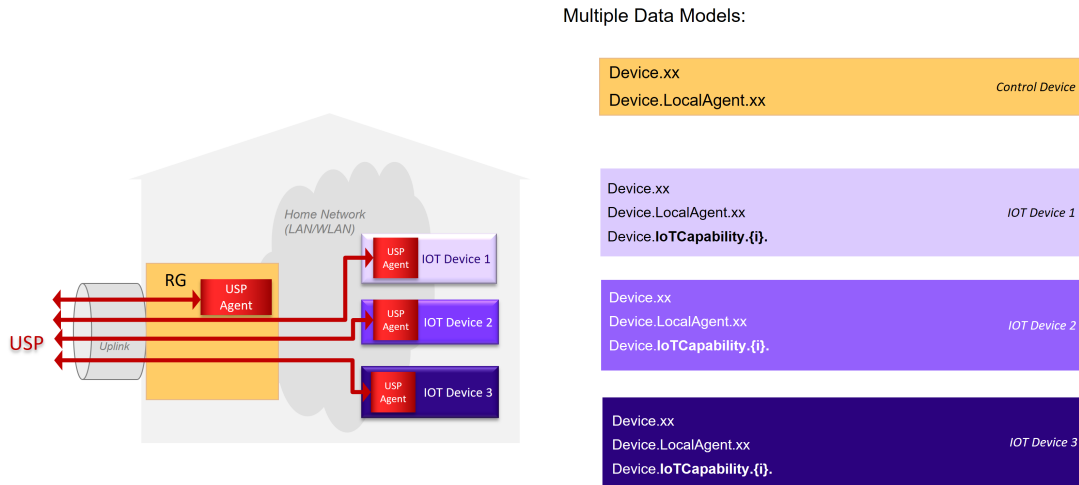 Multiple Data Models:
Device.xx
Device.LocalAgent.xx
Control Device
Device.xx
Device.LocalAgent.xx
Device.IoTCapability.{i}.
IOT Device 1
Device.xx
Device.LocalAgent.xx
Device.IoTCapability.{i}.
IOT Device 2
Device.xx
Device.LocalAgent.xx
Device.IoTCapability.{i}.
IOT Device 3
Home Network
(LAN/WLAN)
USP
Agent
IOT Device 1
RG
USP
Agent
USP
Agent
IOT Device 2
USP
Uplink
USP
Agent
IOT Device 3